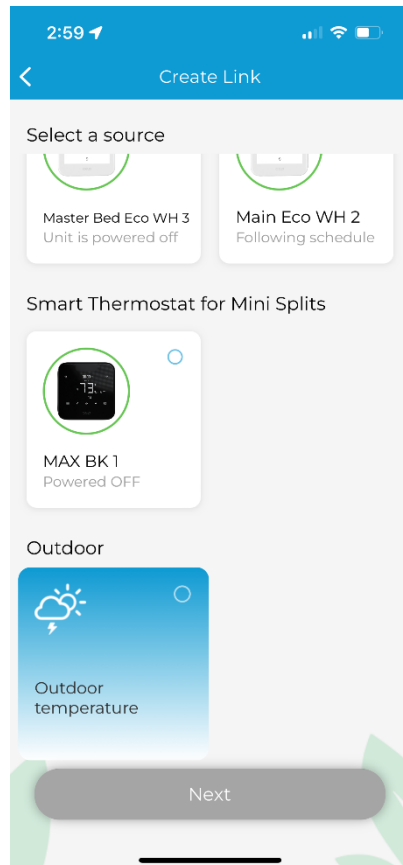 2:59
Create Link
Select a source
Master Bed Eco WH 3
Unit is powered off
Main Eco WH 2
Following schedule
Smart Thermostat for Mini Splits
73
MAX BK 1
Powered OFF
Outdoor
Outdoor
temperature
Next